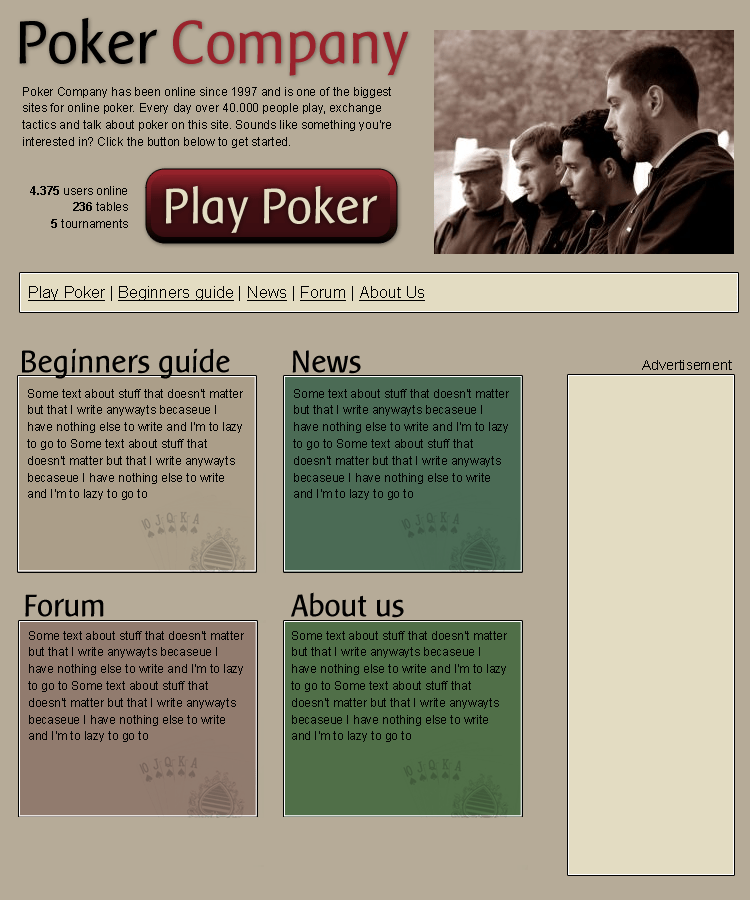 Poker Company
Poker Company has been online since 1997 and is one of the biggest
sites for online poker. Every day over 40.000 people play, exchange
tactics and talk about poker on this site. Sounds like something you're
interested in? Click the button below to get started.
4.375 users online
236 tables
5 tournaments
Play Poker
Play Poker | Beginners guide | News | Forum | About Us
Beginners guide
Some text about stuff that doesn't matter
but that I write anywayts becaseue I
have nothing else to write and I'm to lazy
to go to Some text about stuff that
doesn't matter but that I write anywayts
becaseue I have nothing else to write
and I'm to lazy to go to
10 J Q K A
News
Some text about stuff that doesn't matter
but that I write anywayts becaseue I
have nothing else to write and I'm to lazy
to go to Some text about stuff that
doesn't matter but that I write anywayts
becaseue I have nothing else to write
and I'm to lazy to go to
10 J Q K A
Advertisement
Forum
Some text about stuff that doesn't matter
but that I write anywayts becaseue I
have nothing else to write and I'm to lazy
to go to Some text about stuff that
doesn't matter but that I write anywayts
becaseue I have nothing else to write
and I'm to lazy to go to
10 J Q K A
About us
Some text about stuff that doesn't matter
but that I write anywayts becaseue I
have nothing else to write and I'm to lazy
to go to Some text about stuff that
doesn't matter but that I write anywayts
becaseue I have nothing else to write
and I'm to lazy to go to
10 J Q K A